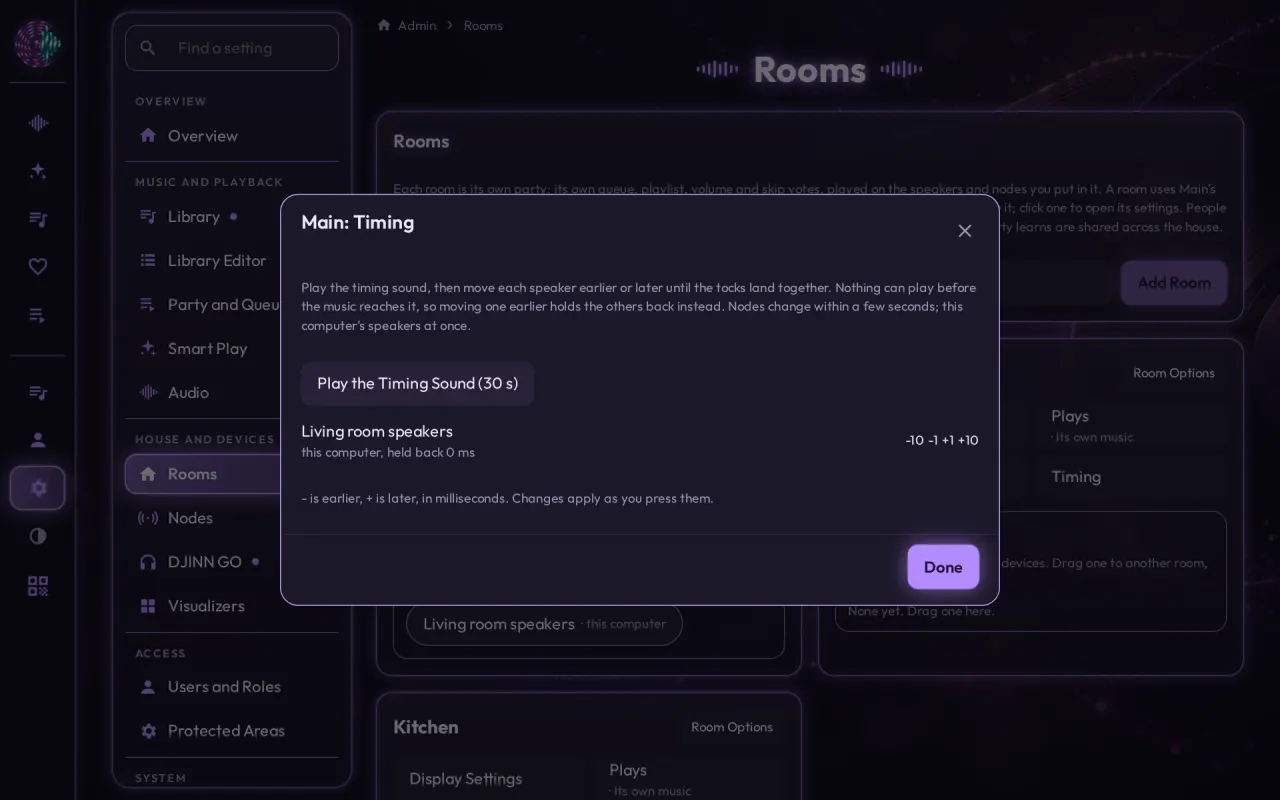 Find a setting
OVERVIEW
Overview
MUSIC AND PLAYBACK
Library
Library Editor
Party and Queu
Smart Play
Audio
HOUSE AND DEVICES
Rooms
Nodes
DJINN GO
Visualizers
ACCESS
Users and Roles
Protected Areas
SYSTEM
Admin > Rooms
Rooms
Rooms
Each room is its own party: its own queue, playlist, volume and skip votes, played on the speakers and nodes you put in it. A room uses Main's
it; click one to open its settings. People
ty learns are shared across the house.
Add Room
Main: Timing
Play the timing sound, then move each speaker earlier or later until the tocks land together. Nothing can play before
the music reaches it, so moving one earlier holds the others back instead. Nodes change within a few seconds; this
computer's speakers at once.
Play the Timing Sound (30 s)
Living room speakers
this computer, held back 0 ms
-10 -1 +1 +10
- is earlier, + is later, in milliseconds. Changes apply as you press them.
Done
Room Options
Plays
· Its own music
Timing
devices. Drag one to another room,
None yet. Drag one here.
Living room speakers · this computer
Kitchen
Room Options
Display Settings
Plays
· Its own music